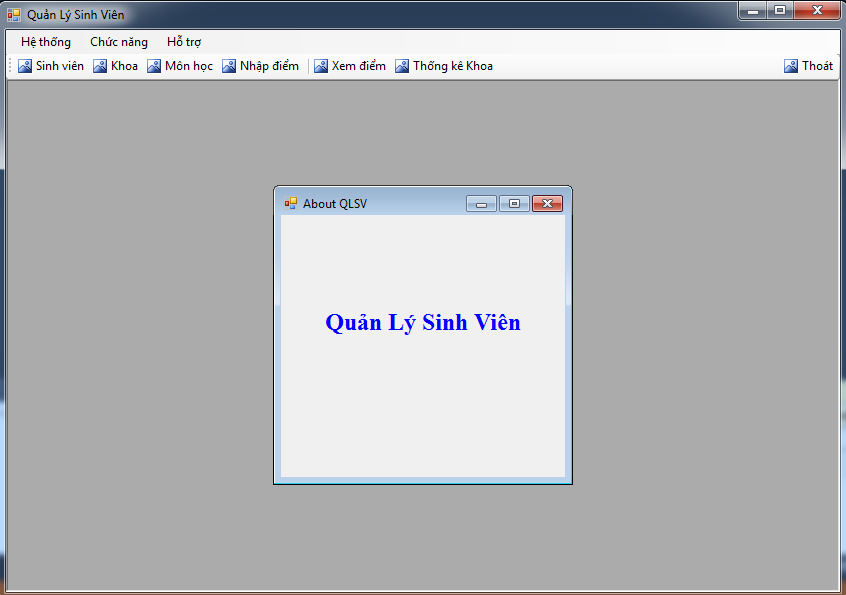 Quản Lý Sinh Viên
Hệ thống Chức năng Hỗ trợ
Sinh viên Khoa Môn học Nhập điểm Xem điểm Thống kê Khoa Thoát
About QLSV
Quản Lý Sinh Viên